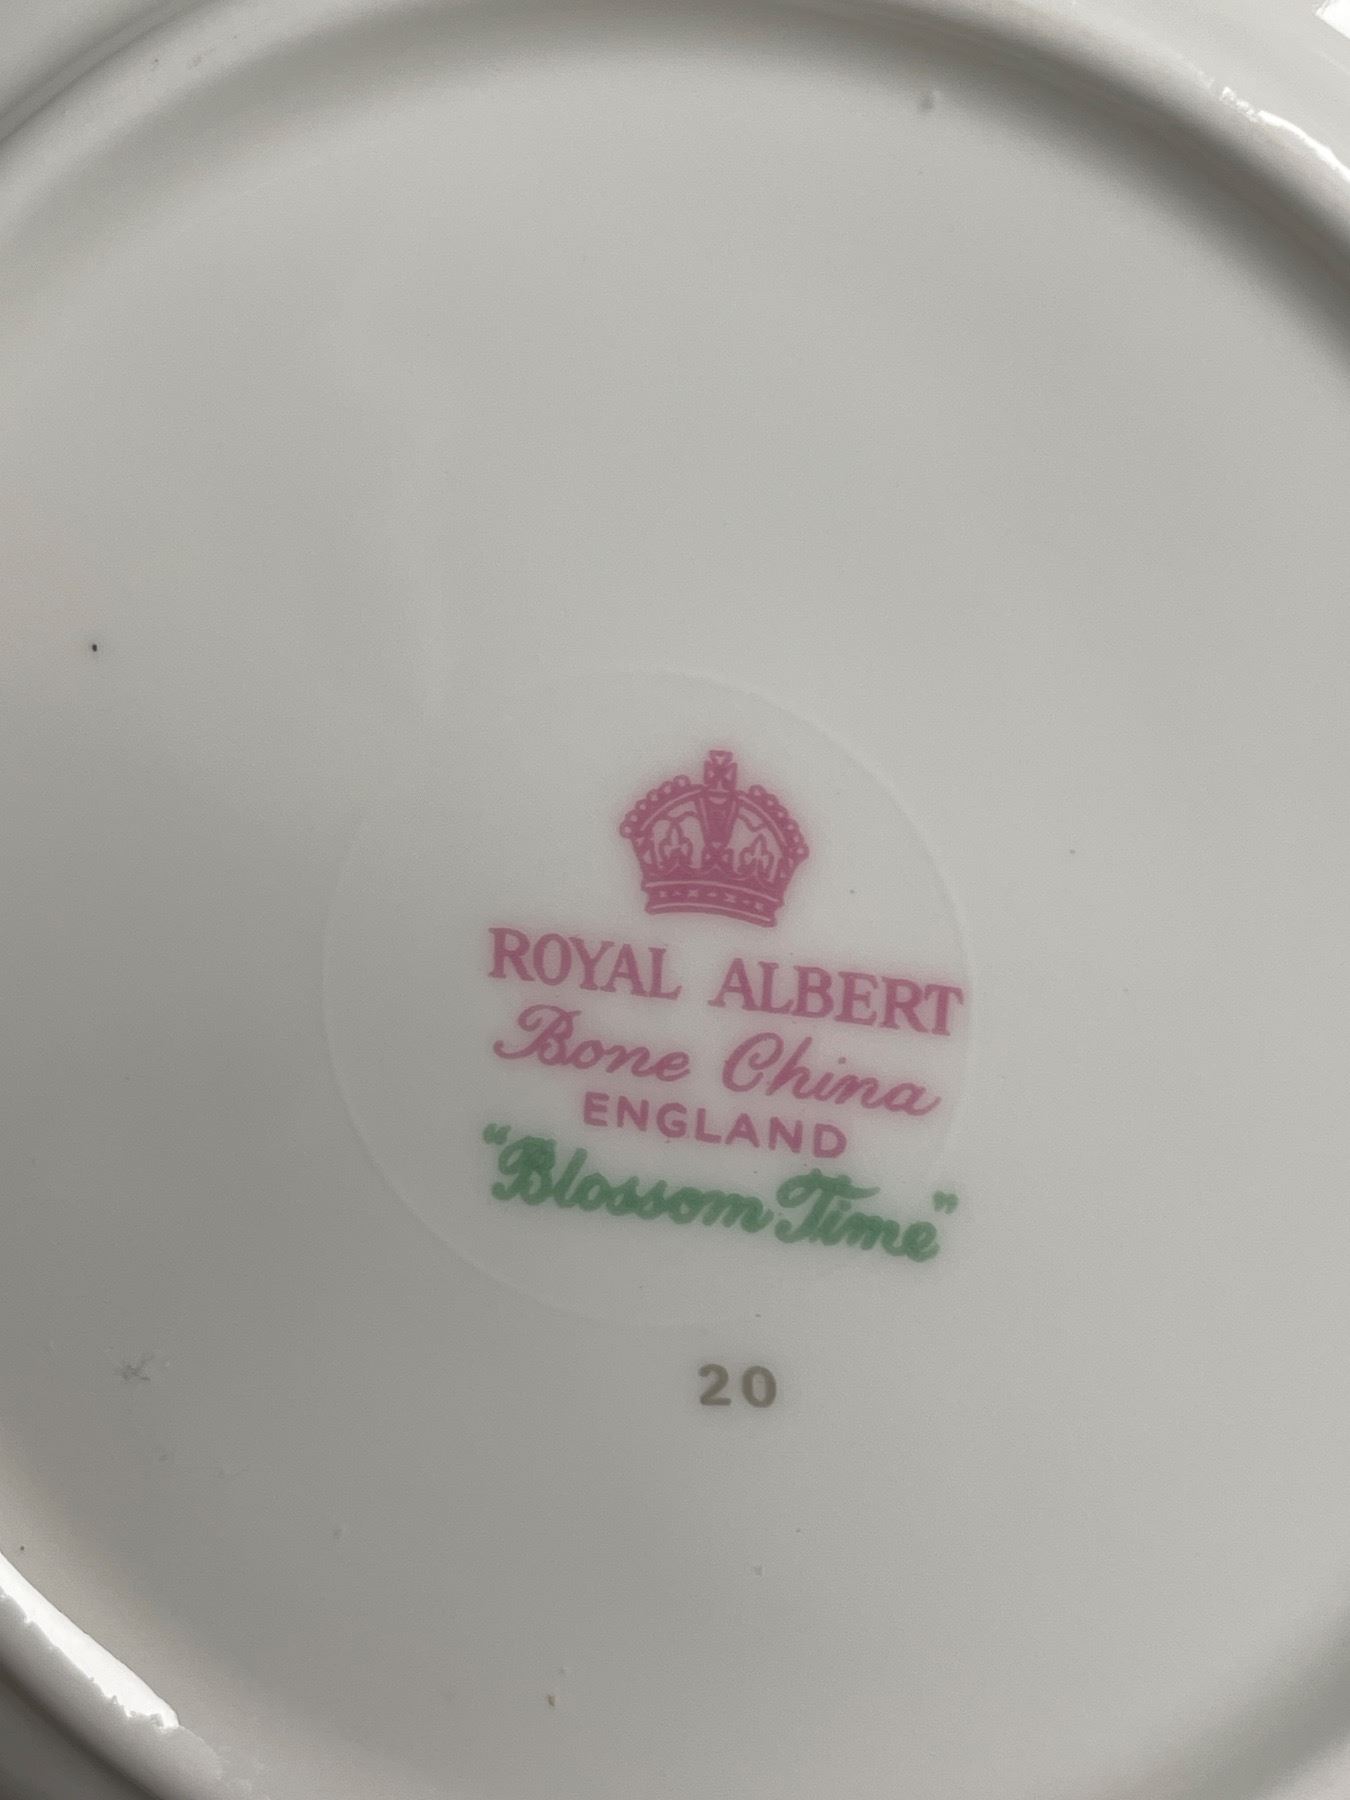 ROYAL ALBERT
Bone China
ENGLAND
"Blossom Time"
20